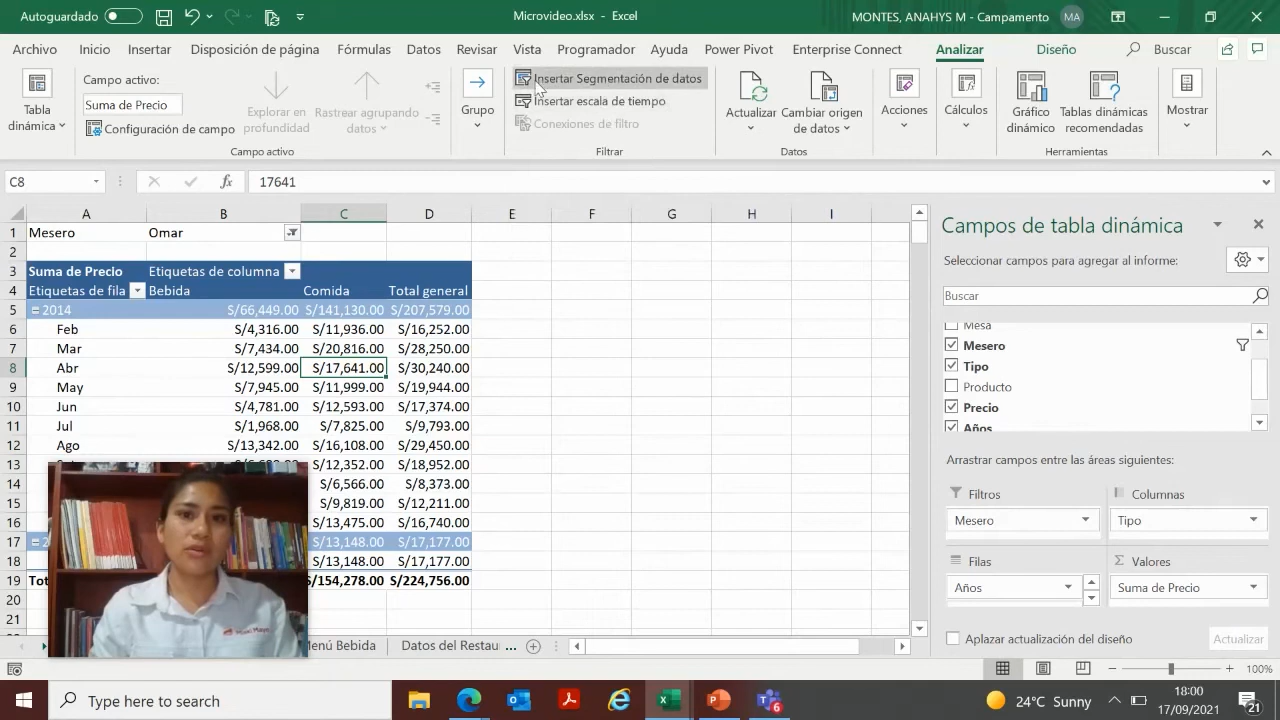 Autoguardado
Microvideo.xlsx - Excel
MONTES, ANAHYS M - Campamento
MA
Archivo Inicio Insertar Disposición de página Fórmulas Datos Revisar Vista Programador Ayuda Power Pivot Enterprise Connect Analizar Diseño Buscar
Tabla dinámica
Campo activo:
Suma de Precio
Configuración de campo
Explorar en profundidad
Rastrear agrupando datos
Campo activo
Grupo
Insertar Segmentación de datos
Insertar escala de tiempo
Conexiones de filtro
Filtrar
Actualizar
Cambiar origen de datos
Datos
Acciones
Cálculos
Gráfico dinámico
Tablas dinámicas recomendadas
Herramientas
Mostrar
C8
fx
17641
A B C D E F G H I
1 Mesero Omar
2
3 Suma de Precio Etiquetas de columna
4 Etiquetas de fila Bebida Comida Total general
5 2014 S/66,449.00 S/141,130.00 S/207,579.00
6 Feb S/4,316.00 S/11,936.00 S/16,252.00
7 Mar S/7,434.00 S/20,816.00 S/28,250.00
8 Abr S/12,599.00 S/17,641.00 S/30,240.00
9 May S/7,945.00 S/11,999.00 S/19,944.00
10 Jun S/4,781.00 S/12,593.00 S/17,374.00
11 Jul S/1,968.00 S/7,825.00 S/9,793.00
12 Ago S/13,342.00 S/16,108.00 S/29,450.00
13 S/12,352.00 S/18,952.00
14 S/6,566.00 S/8,373.00
15 S/9,819.00 S/12,211.00
16 S/13,475.00 S/16,740.00
17 2 S/13,148.00 S/17,177.00
18 S/13,148.00 S/17,177.00
19 Tot S/154,278.00 S/224,756.00
20
21
Menú Bebida Datos del Restau ...
Campos de tabla dinámica
Seleccionar campos para agregar al informe:
Buscar
Mesa
Mesero
Tipo
Producto
Precio
Años
Arrastrar campos entre las áreas siguientes:
Filtros
Mesero
Columnas
Tipo
Filas
Años
Valores
Suma de Precio
Aplazar actualización del diseño
Actualizar
100%
Type here to search
6
24°C Sunny
18:00
17/09/2021
21